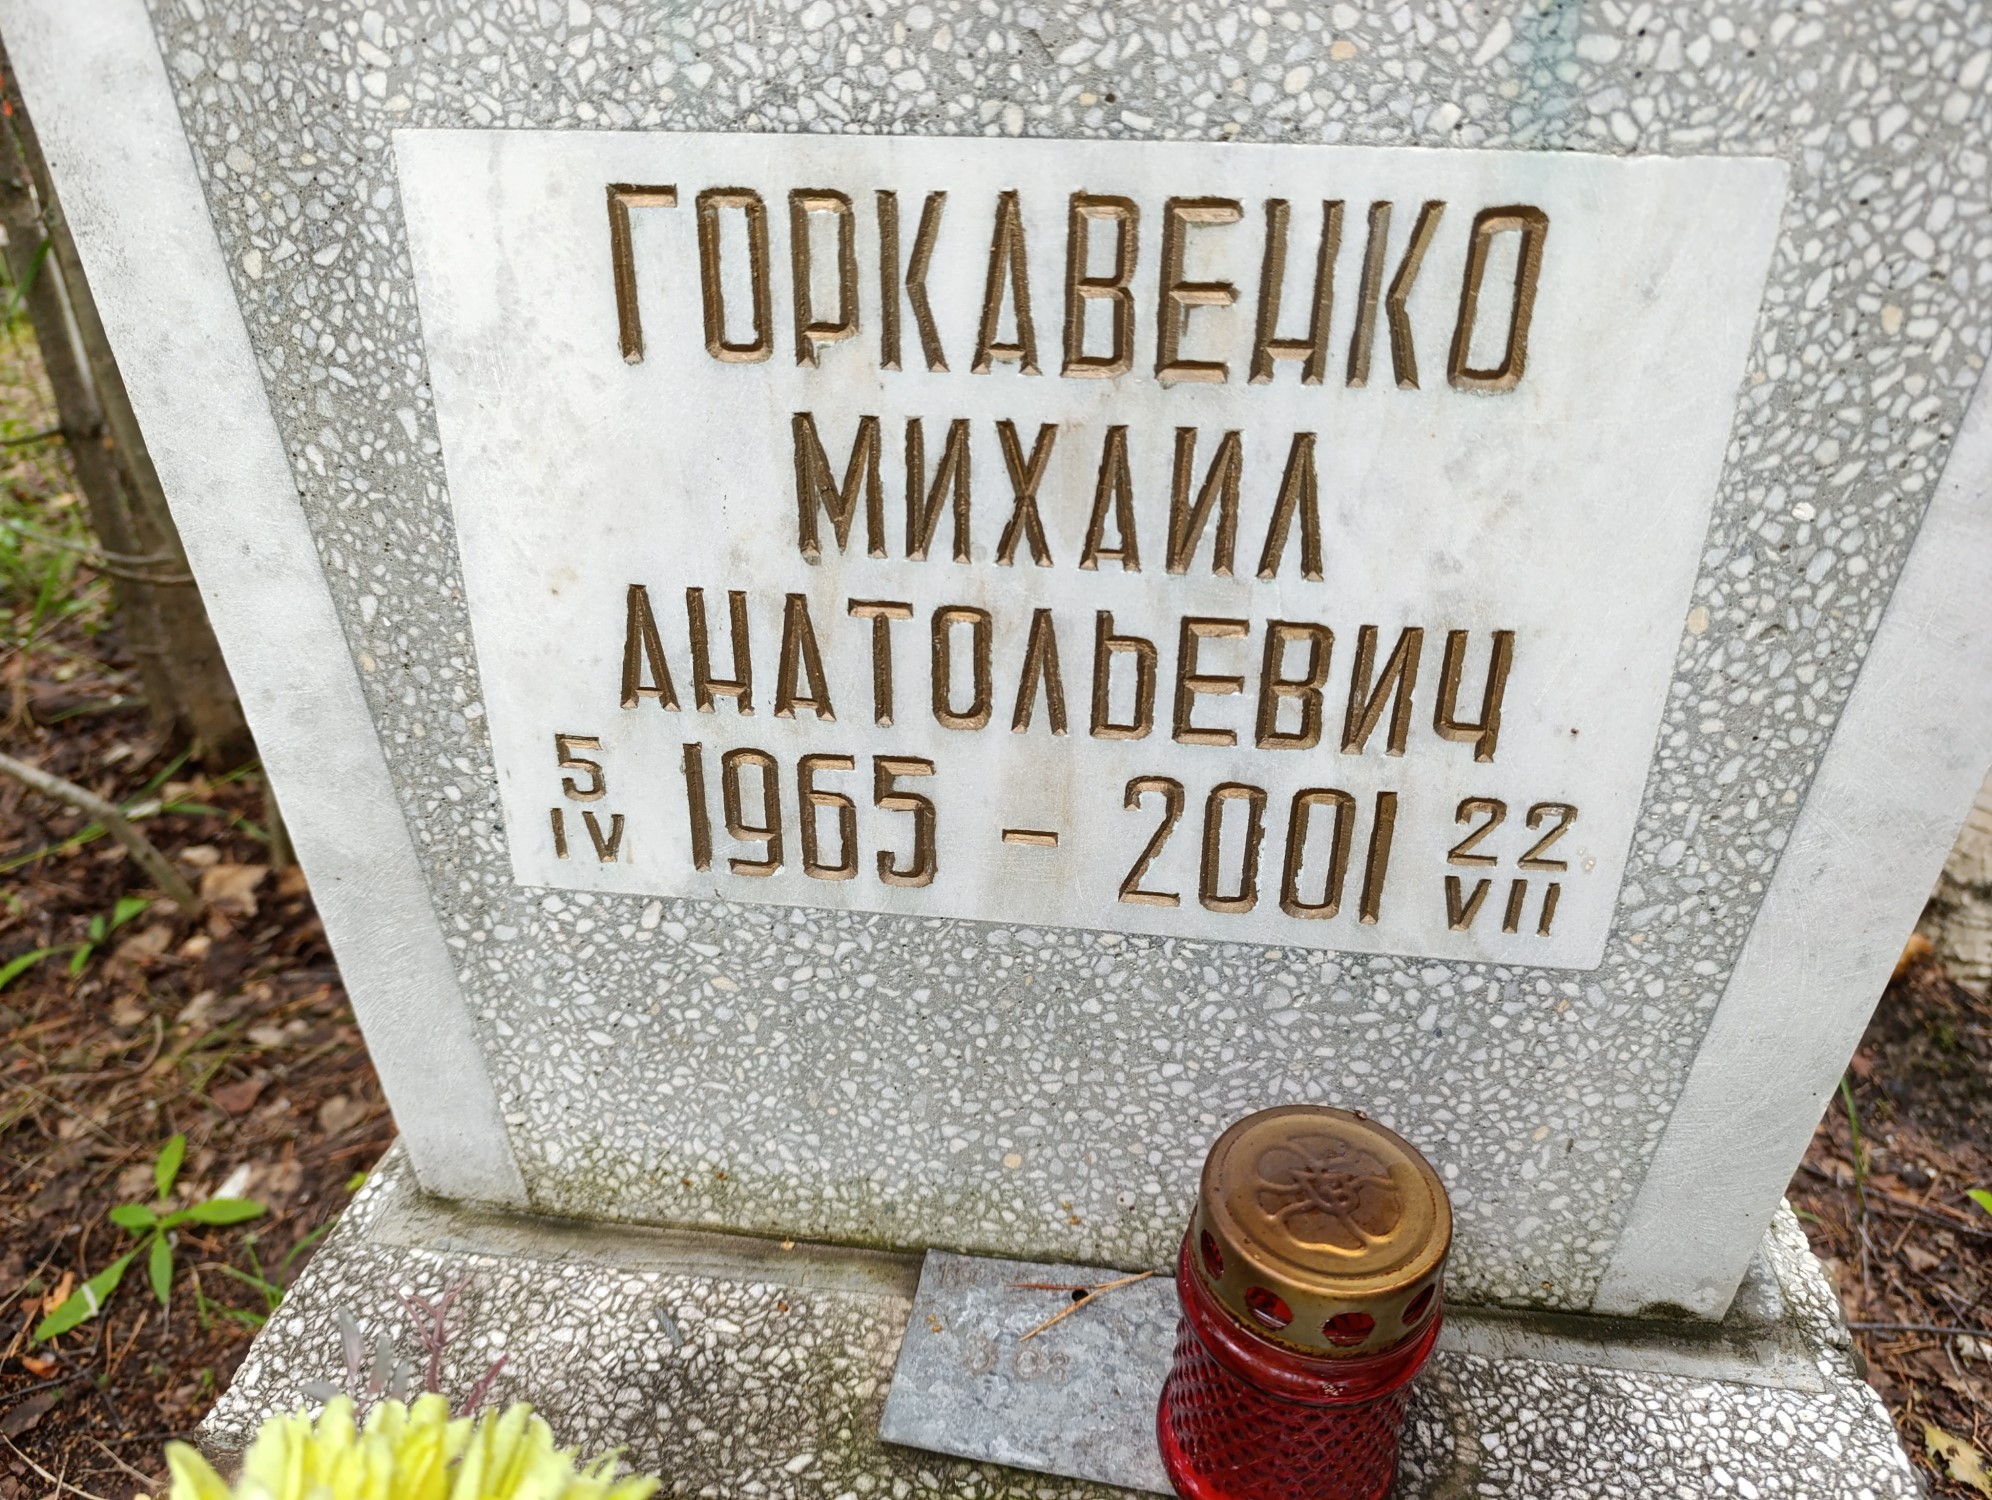 ГОРКАВЕНКО
МИХАИЛ
АНАТОЛЬЕВИЧ
5 IV 1965 - 2001 22 VII